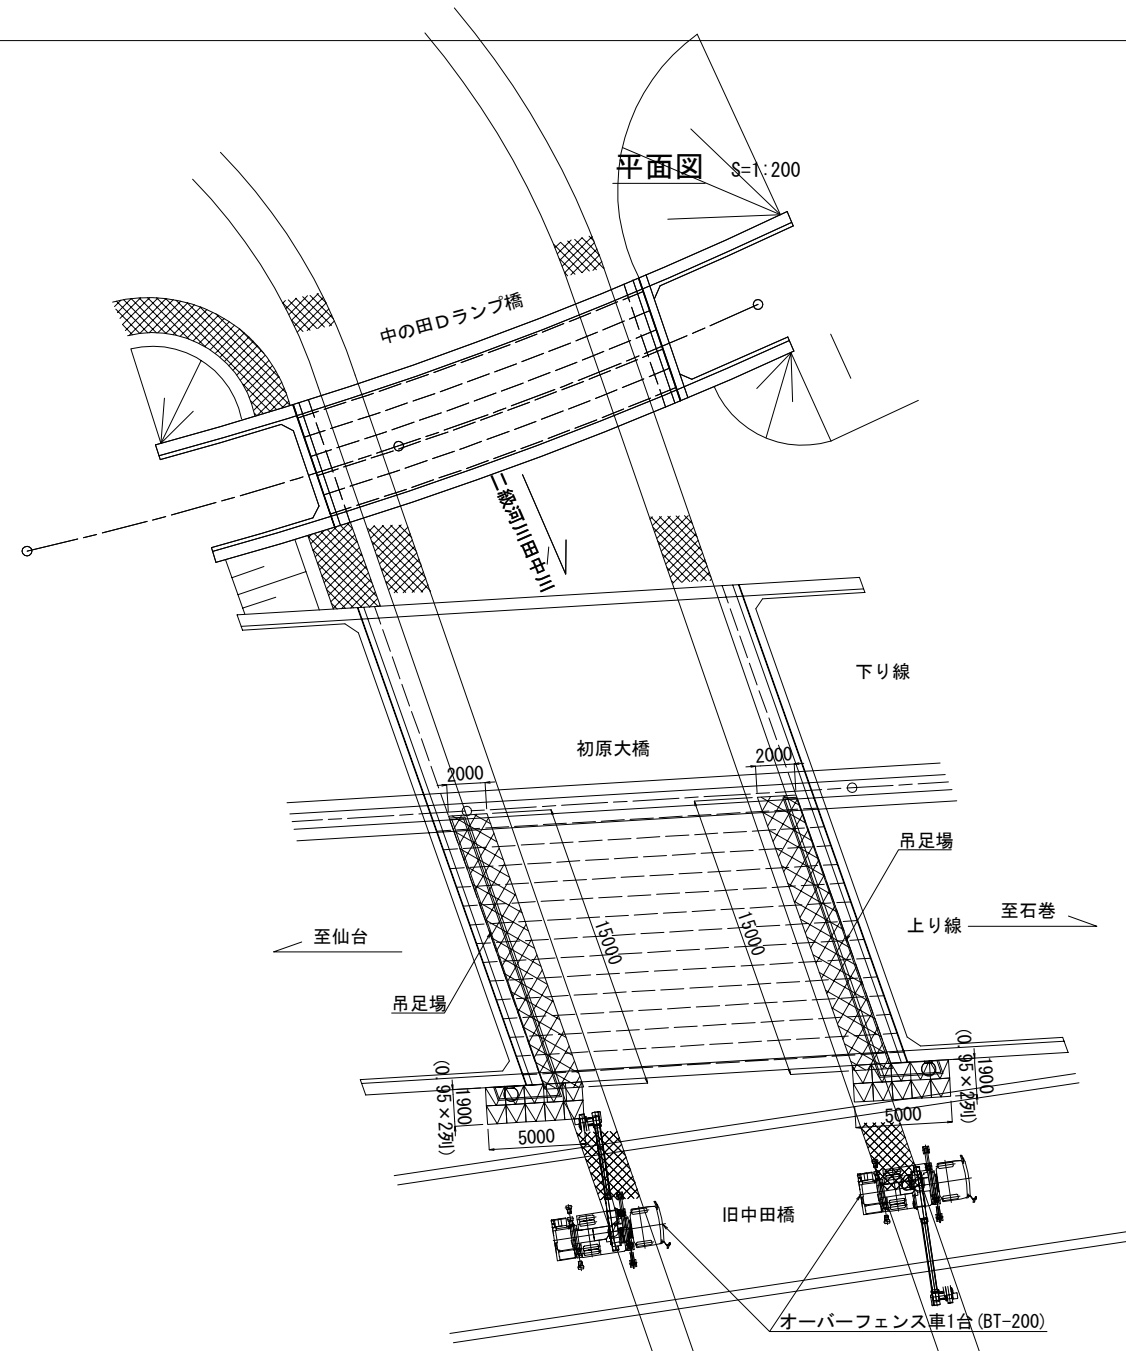 平面図 S=1:200
中の田Dランプ橋
二級河川田中川
下り線
初原大橋
2000
2000
吊足場
至石巻
上り線
至仙台
15000
15000
吊足場
1900
(0.95×2列)
5000
1900
(0.95×2列)
5000
旧中田橋
オーバーフェンス車1台(BT-200)